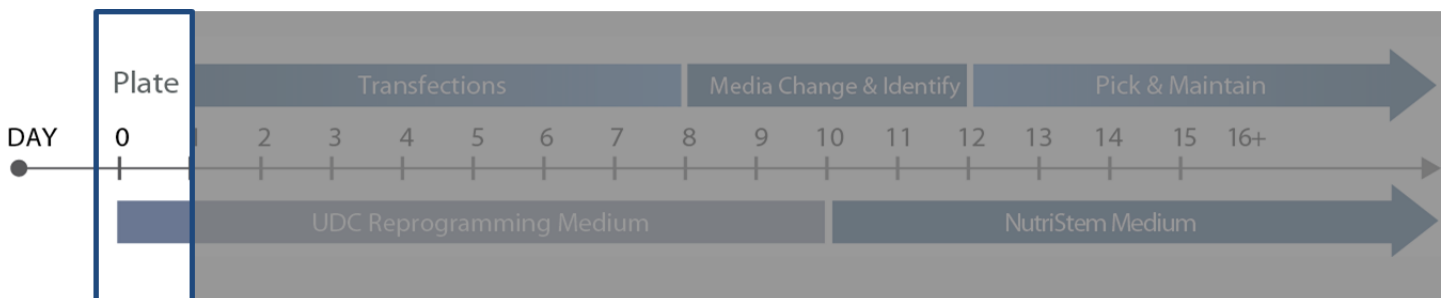 Plate Transfections Media Change & Identify Pick & Maintain
DAY 0 1 2 3 4 5 6 7 8 9 10 11 12 13 14 15 16+
UDC Reprogramming Medium NutriStem Medium